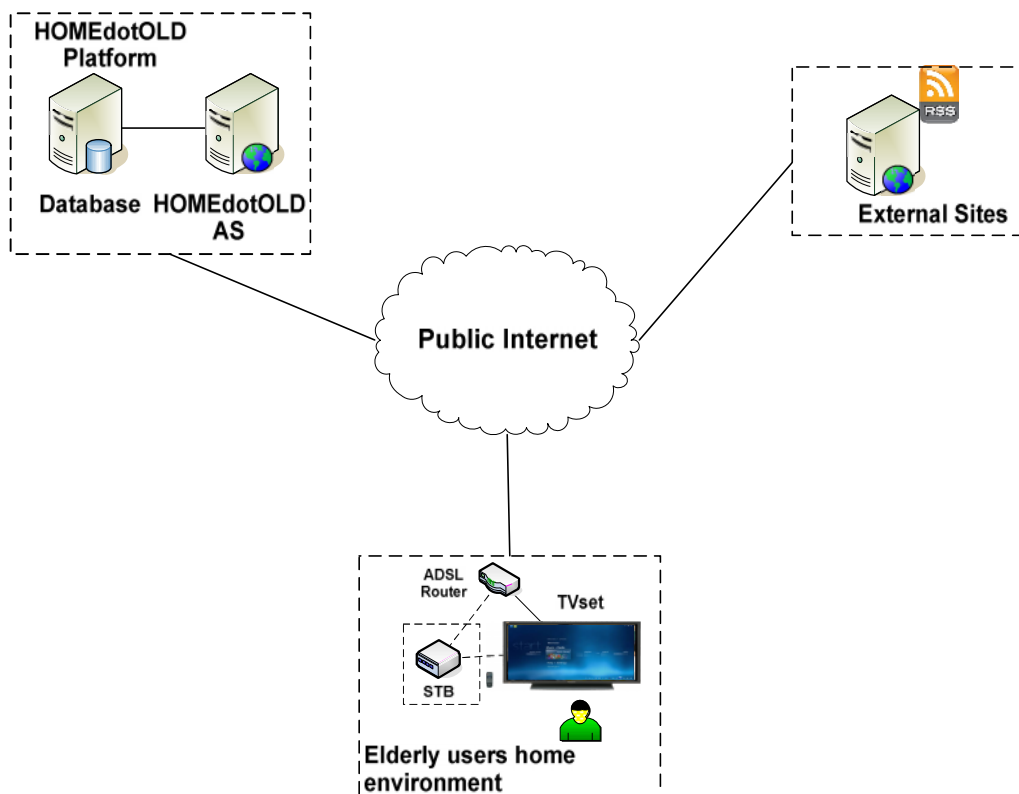 HOMEdotOLD
Platform
Database
HOMEdotOLD
AS
RSS
External Sites
Public Internet
ADSL
Router
TVset
STB
Elderly users home
environment